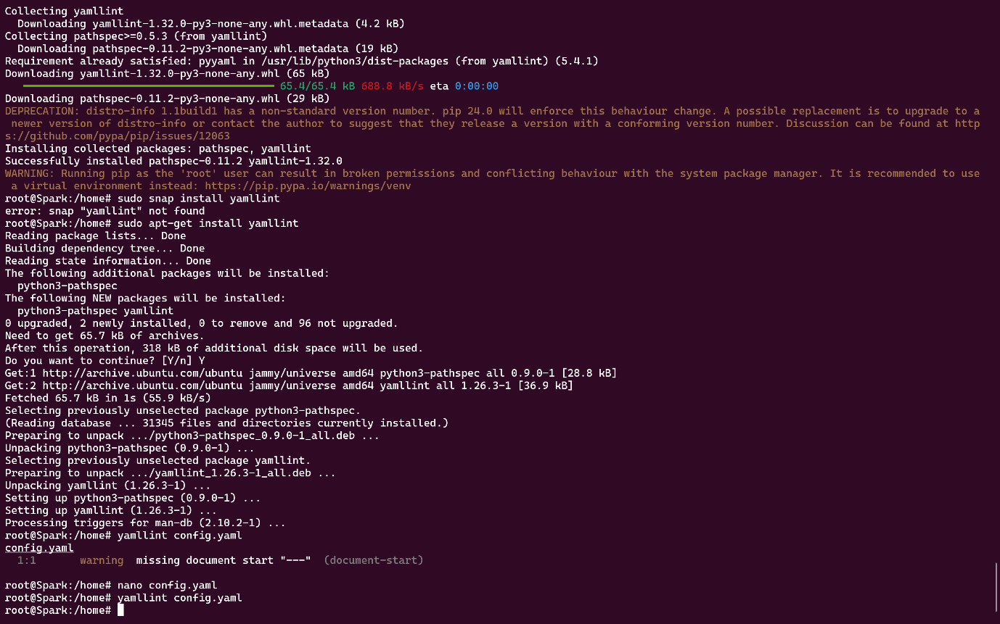 Collecting yamllint
  Downloading yamllint-1.32.0-py3-none-any.whl.metadata (4.2 kB)
Collecting pathspec>=0.5.3 (from yamllint)
  Downloading pathspec-0.11.2-py3-none-any.whl.metadata (19 kB)
Requirement already satisfied: pyyaml in /usr/lib/python3/dist-packages (from yamllint) (5.4.1)
Downloading yamllint-1.32.0-py3-none-any.whl (65 kB)
65.4/65.4 kB 688.8 kB/s eta 0:00:00
Downloading pathspec-0.11.2-py3-none-any.whl (29 kB)
DEPRECATION: distro-info 1.1build1 has a non-standard version number. pip 24.0 will enforce this behaviour change. A possible replacement is to upgrade to a
 newer version of distro-info or contact the author to suggest that they release a version with a conforming version number. Discussion can be found at http
s://github.com/pypa/pip/issues/12063
Installing collected packages: pathspec, yamllint
Successfully installed pathspec-0.11.2 yamllint-1.32.0
WARNING: Running pip as the 'root' user can result in broken permissions and conflicting behaviour with the system package manager. It is recommended to use
 a virtual environment instead: https://pip.pypa.io/warnings/venv
root@Spark:/home# sudo snap install yamllint
error: snap "yamllint" not found
root@Spark:/home# sudo apt-get install yamllint
Reading package lists... Done
Building dependency tree... Done
Reading state information... Done
The following additional packages will be installed:
  python3-pathspec
The following NEW packages will be installed:
  python3-pathspec yamllint
0 upgraded, 2 newly installed, 0 to remove and 96 not upgraded.
Need to get 65.7 kB of archives.
After this operation, 318 kB of additional disk space will be used.
Do you want to continue? [Y/n] Y
Get:1 http://archive.ubuntu.com/ubuntu jammy/universe amd64 python3-pathspec all 0.9.0-1 [28.8 kB]
Get:2 http://archive.ubuntu.com/ubuntu jammy/universe amd64 yamllint all 1.26.3-1 [36.9 kB]
Fetched 65.7 kB in 1s (55.9 kB/s)
Selecting previously unselected package python3-pathspec.
(Reading database ... 31345 files and directories currently installed.)
Preparing to unpack .../python3-pathspec_0.9.0-1_all.deb ...
Unpacking python3-pathspec (0.9.0-1) ...
Selecting previously unselected package yamllint.
Preparing to unpack .../yamllint_1.26.3-1_all.deb ...
Unpacking yamllint (1.26.3-1) ...
Setting up python3-pathspec (0.9.0-1) ...
Setting up yamllint (1.26.3-1) ...
Processing triggers for man-db (2.10.2-1) ...
root@Spark:/home# yamllint config.yaml
config.yaml
  1:1       warning  missing document start "---"  (document-start)
root@Spark:/home# nano config.yaml
root@Spark:/home# yamllint config.yaml
root@Spark:/home#